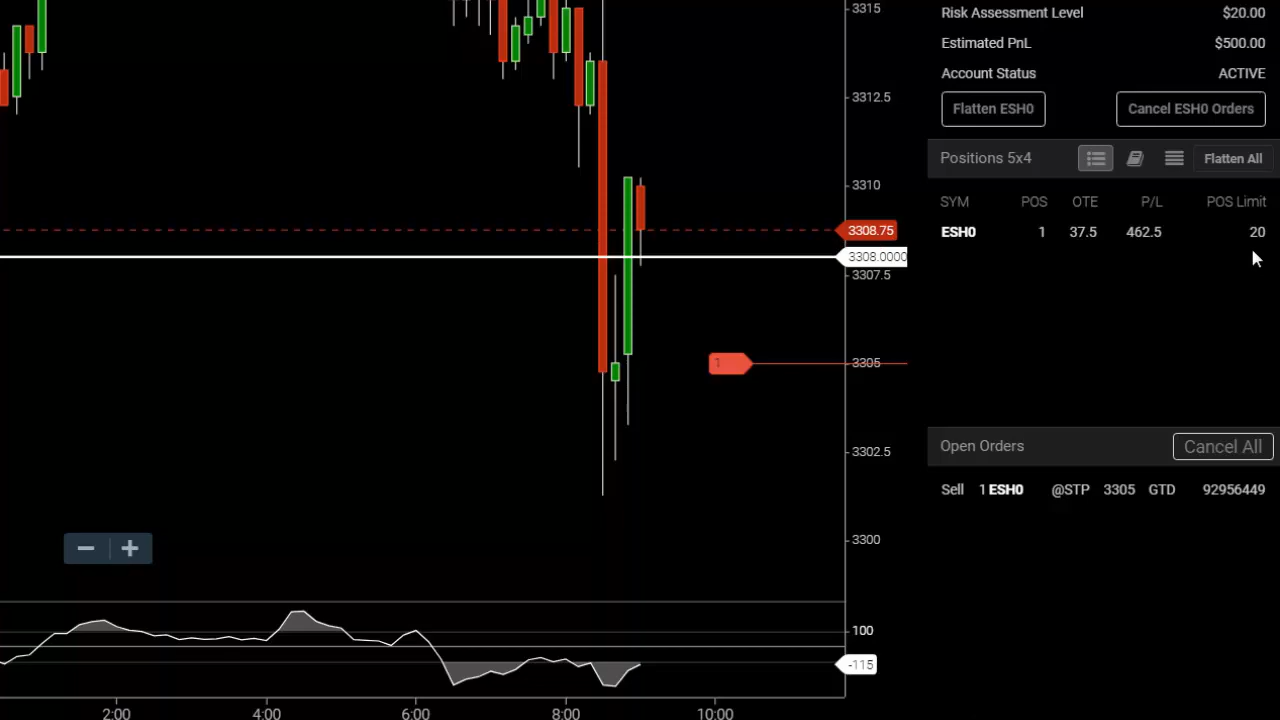 3315
3312.5
3310
3308.75
3308.0000
3307.5
1
3305
3302.5
3300
100
-115
2:00 4:00 6:00 8:00 10:00
Risk Assessment Level $20.00
Estimated PnL $500.00
Account Status ACTIVE
Flatten ESH0 Cancel ESH0 Orders
Positions 5x4 Flatten All
SYM POS OTE P/L POS Limit
ESH0 1 37.5 462.5 20
Open Orders Cancel All
Sell 1 ESH0 @STP 3305 GTD 92956449